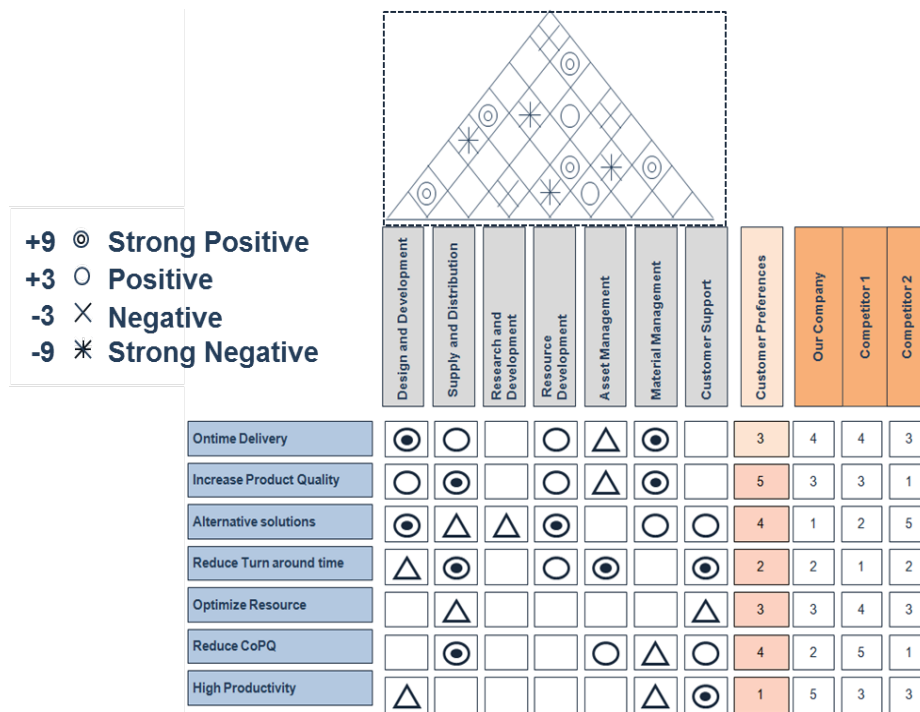 +9 Strong Positive
+3 Positive
-3 Negative
-9 Strong Negative
Design and Development
Supply and Distribution
Research and
Development
Resource
Development
Asset Management
Material Management
Customer Support
Customer Preferences
Our Company
Competitor 1
Competitor 2
Ontime Delivery 3 4 4 3
Increase Product Quality 5 3 3 1
Alternative solutions 4 1 2 5
Reduce Turn around time 2 2 1 2
Optimize Resource 3 3 4 3
Reduce CoPQ 4 2 5 1
High Productivity 1 5 3 3